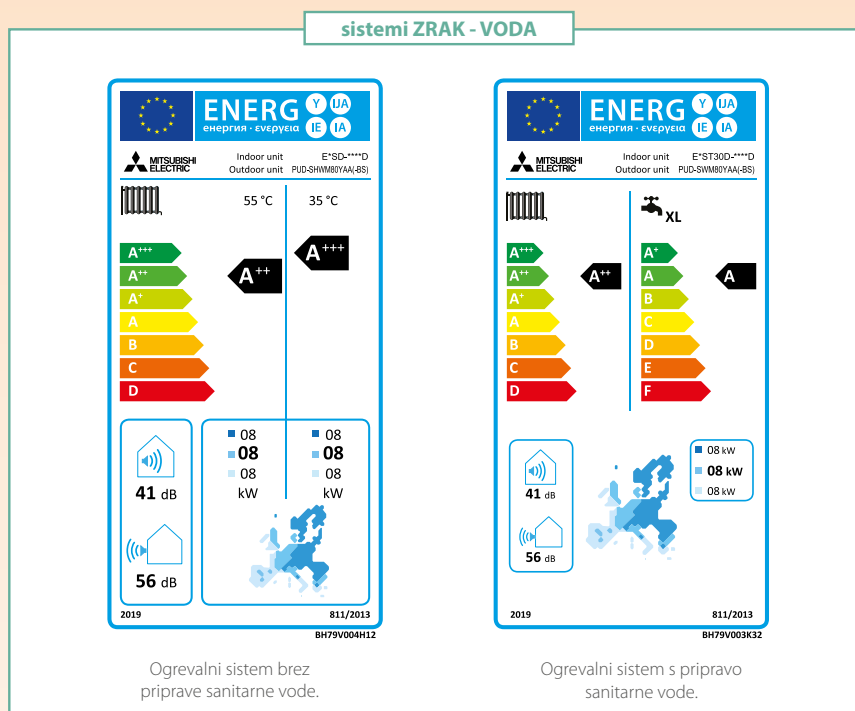 sistemi ZRAK - VODA
ENERG Y IJA
енергия · ενεργεια IE IA
MITSUBISHI ELECTRIC
Indoor unit E*SD-****D
Outdoor unit PUD-SHWM80YAA(-BS)
55 °C 35 °C
A+++
A++
A+
A
B
C
D
A++
A+++
41 dB
56 dB
08 08
08 08
08 08
kW kW
2019 811/2013
BH79V004H12
Ogrevalni sistem brez
priprave sanitarne vode.
ENERG Y IJA
енергия · ενεργεια IE IA
MITSUBISHI ELECTRIC
Indoor unit E*ST30D-****D
Outdoor unit PUD-SWM80YAA(-BS)
XL
A+++
A++
A+
A
B
C
D
A++
A+
A
B
C
D
E
F
A
41 dB
56 dB
08 kW
08 kW
08 kW
2019 811/2013
BH79V003K32
Ogrevalni sistem s pripravo
sanitarne vode.